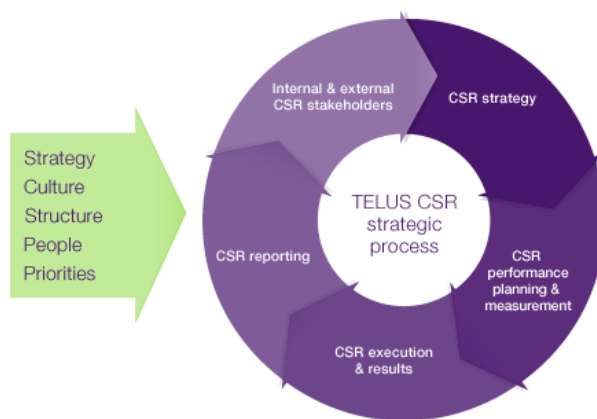 Strategy
Culture
Structure
People
Priorities
Internal & external
CSR stakeholders
CSR strategy
TELUS CSR
strategic
process
CSR reporting
CSR
performance
planning &
measurement
CSR execution
& results